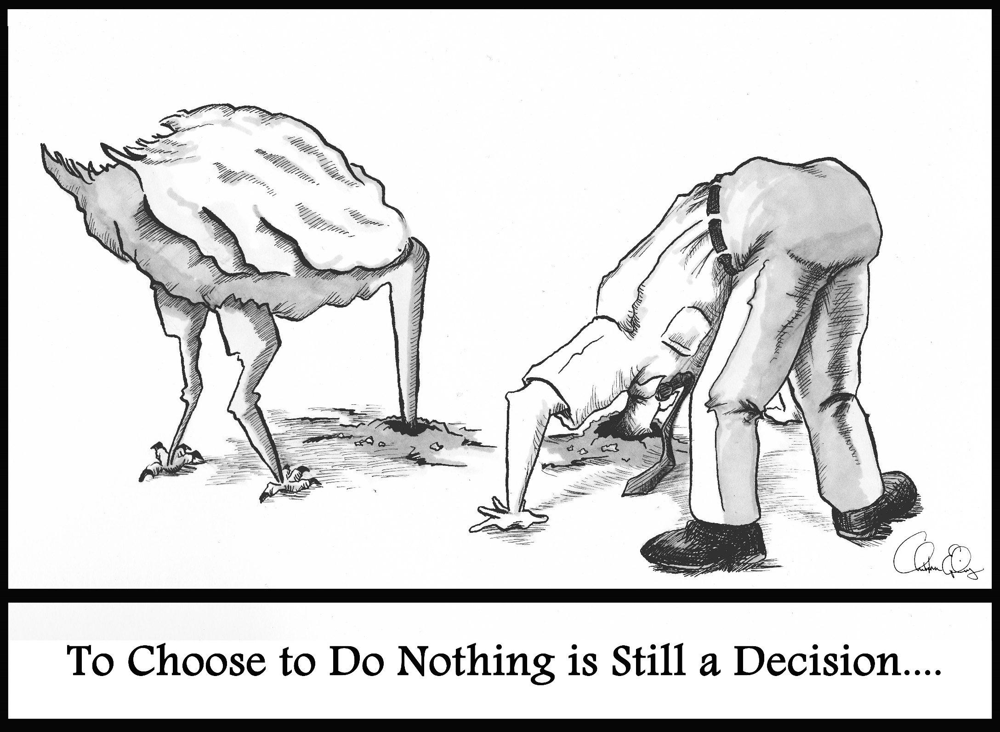 To Choose to Do Nothing is Still a Decision....